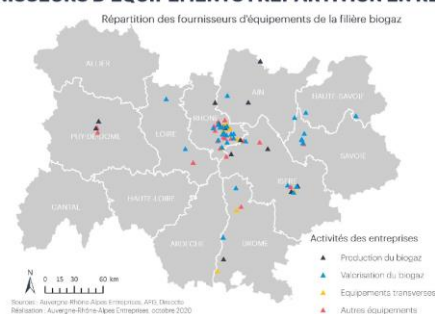 Répartition des fournisseurs d'équipements de la filière biogaz
ALLIER
AIN
HAUTE-SAVOIE
RHÔNE
PUY-DE-DÔME
LOIRE
SAVOIE
ISÈRE
CANTAL
HAUTE-LOIRE
ARDÈCHE
DRÔME
Activités des entreprises
Production du biogaz
Valorisation du biogaz
Equipements transverses
Autres équipements
N
0 15 30 60 km
Sources : Auvergne-Rhône-Alpes Entreprises,
Réalisation : Auvergne-Rhône-Alpes Entreprises, octobre 2020